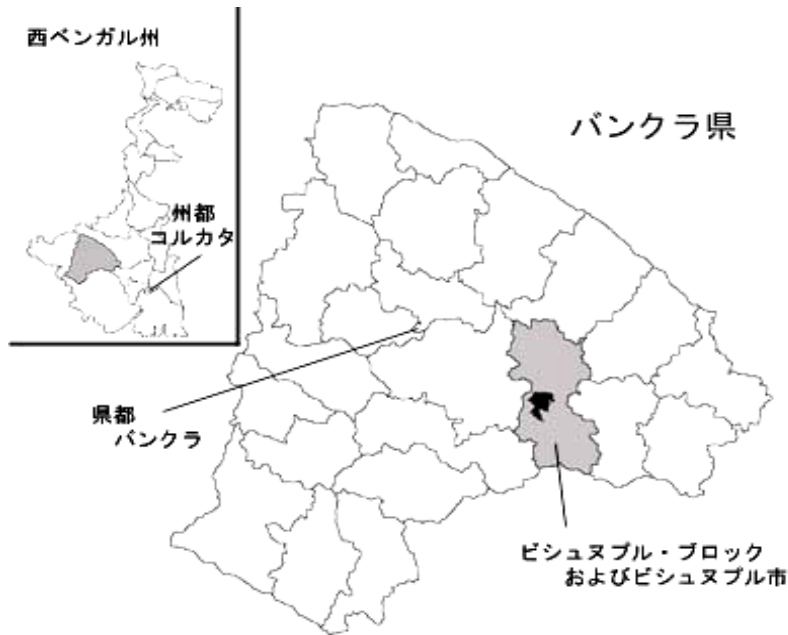 西ベンガル州
バンクラ県
州都
コルカタ
県都
バンクラ
ビシュヌプル・ブロック
およびビシュヌプル市